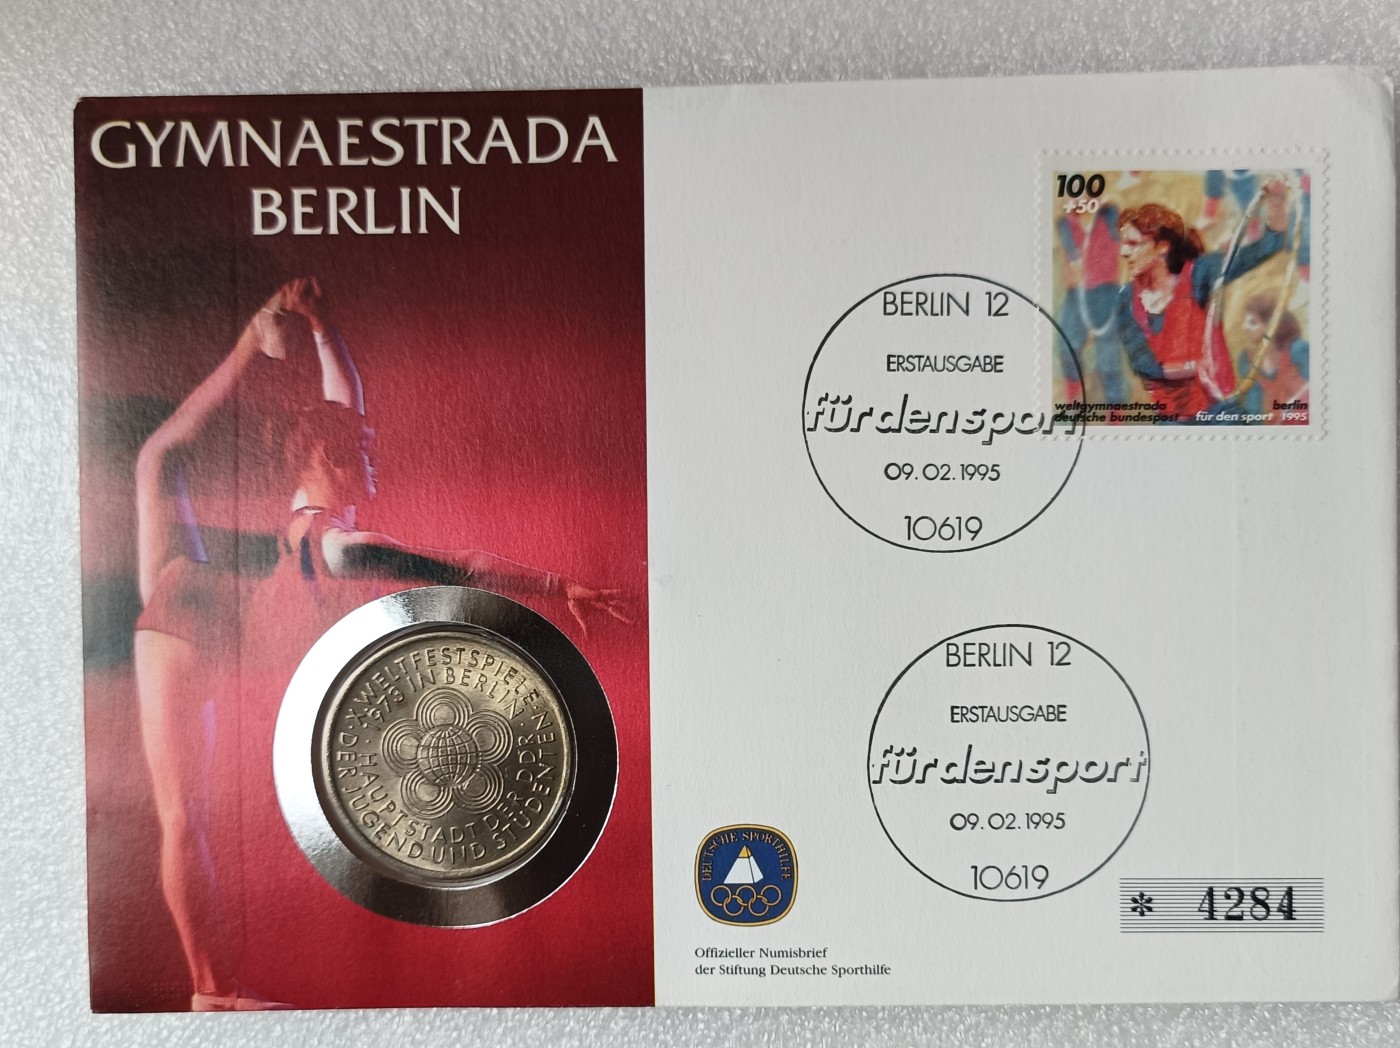 GYMNAESTRADA
BERLIN
100
+50
weltgymnaestrada berlin
deutsche bundespost für den sport 1995
BERLIN 12
ERSTAUSGABE
für den sport
09.02.1995
10619
BERLIN 12
ERSTAUSGABE
für den sport
09.02.1995
10619
X. WELTFESTSPIELE · DER JUGEND UND STUDENTEN ·
1973 IN BERLIN · HAUPTSTADT DER DDR ·
DEUTSCHE SPORTHILFE
Offizieller Numisbrief
der Stiftung Deutsche Sporthilfe
* 4284